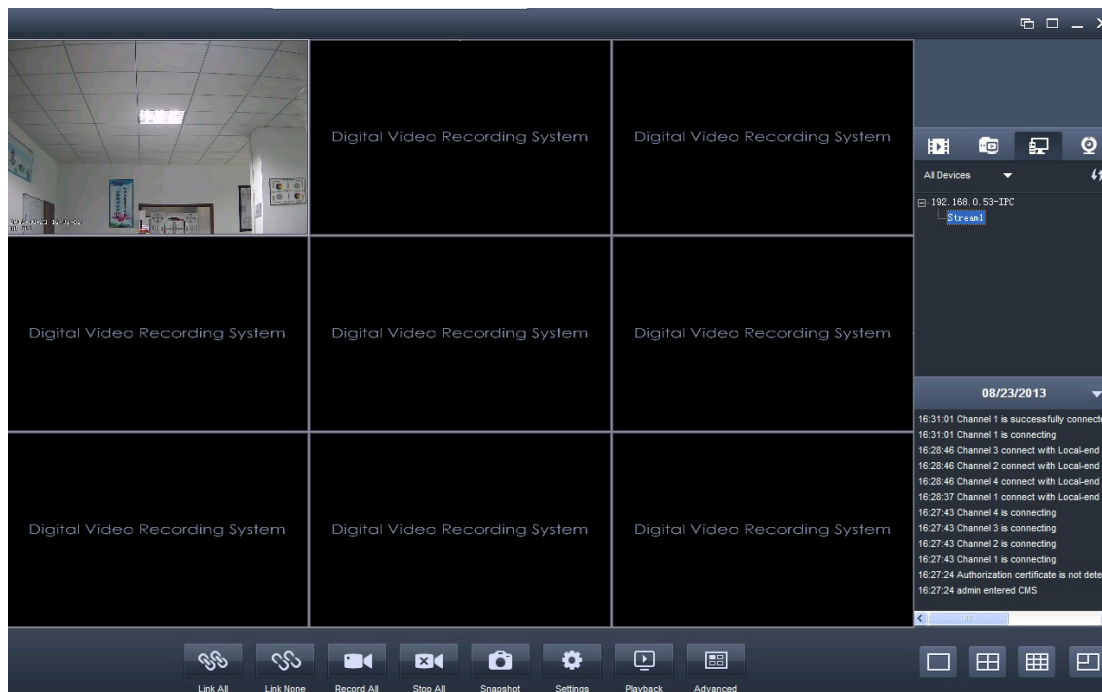 Digital Video Recording System
Digital Video Recording System
Digital Video Recording System
Digital Video Recording System
Digital Video Recording System
Digital Video Recording System
Digital Video Recording System
Digital Video Recording System
All Devices
192.168.0.53-IPC
Stream1
08/23/2013
16:31:01 Channel 1 is successfully connecte
16:31:01 Channel 1 is connecting
16:28:46 Channel 3 connect with Local-end
16:28:46 Channel 2 connect with Local-end
16:28:46 Channel 4 connect with Local-end
16:28:37 Channel 1 connect with Local-end
16:27:43 Channel 4 is connecting
16:27:43 Channel 3 is connecting
16:27:43 Channel 2 is connecting
16:27:43 Channel 1 is connecting
16:27:24 Authorization certificate is not dete
16:27:24 admin entered CMS
Link All
Link None
Record All
Stop All
Snapshot
Settings
Playback
Advanced